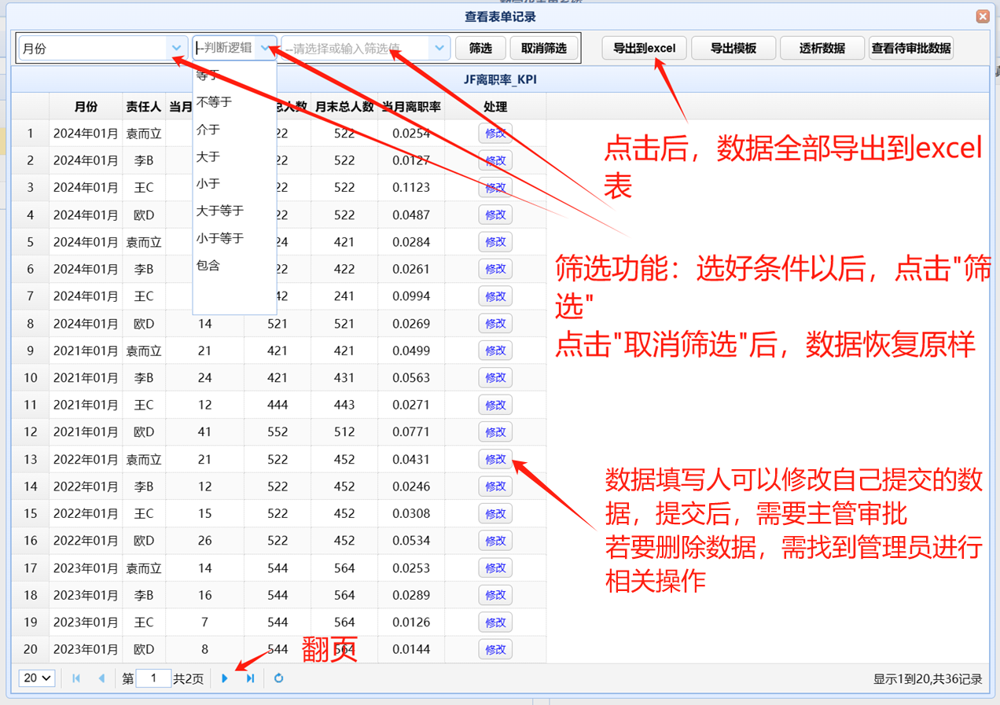 查看表单记录
月份 --判断逻辑 --请选择或输入筛选值 筛选 取消筛选 导出到excel 导出模板 透析数据 查看待审批数据
等于
不等于
介于
大于
小于
大于等于
小于等于
包含
JF离职率_KPI
月份 责任人 当月 总人数 月末总人数 当月离职率 处理
1 2024年01月 袁而立 22 522 0.0254 修改
2 2024年01月 李B 22 522 0.0127 修改
3 2024年01月 王C 22 522 0.1123 修改
4 2024年01月 欧D 22 522 0.0487 修改
5 2024年01月 袁而立 24 421 0.0284 修改
6 2024年01月 李B 22 422 0.0261 修改
7 2024年01月 王C 42 241 0.0994 修改
8 2024年01月 欧D 14 521 521 0.0269 修改
9 2021年01月 袁而立 21 421 421 0.0499 修改
10 2021年01月 李B 24 421 431 0.0563 修改
11 2021年01月 王C 12 444 443 0.0271 修改
12 2021年01月 欧D 41 552 512 0.0771 修改
13 2022年01月 袁而立 21 522 452 0.0431 修改
14 2022年01月 李B 12 522 452 0.0246 修改
15 2022年01月 王C 15 522 452 0.0308 修改
16 2022年01月 欧D 26 522 452 0.0534 修改
17 2023年01月 袁而立 14 544 564 0.0253 修改
18 2023年01月 李B 16 544 564 0.0289 修改
19 2023年01月 王C 7 544 564 0.0126 修改
20 2023年01月 欧D 8 544 564 0.0144 修改
点击后，数据全部导出到excel
表
筛选功能：选好条件以后，点击"筛
选"
点击"取消筛选"后，数据恢复原样
数据填写人可以修改自己提交的数
据，提交后，需要主管审批
若要删除数据，需找到管理员进行
相关操作
翻页
20 第 1 共2页 显示1到20,共36记录